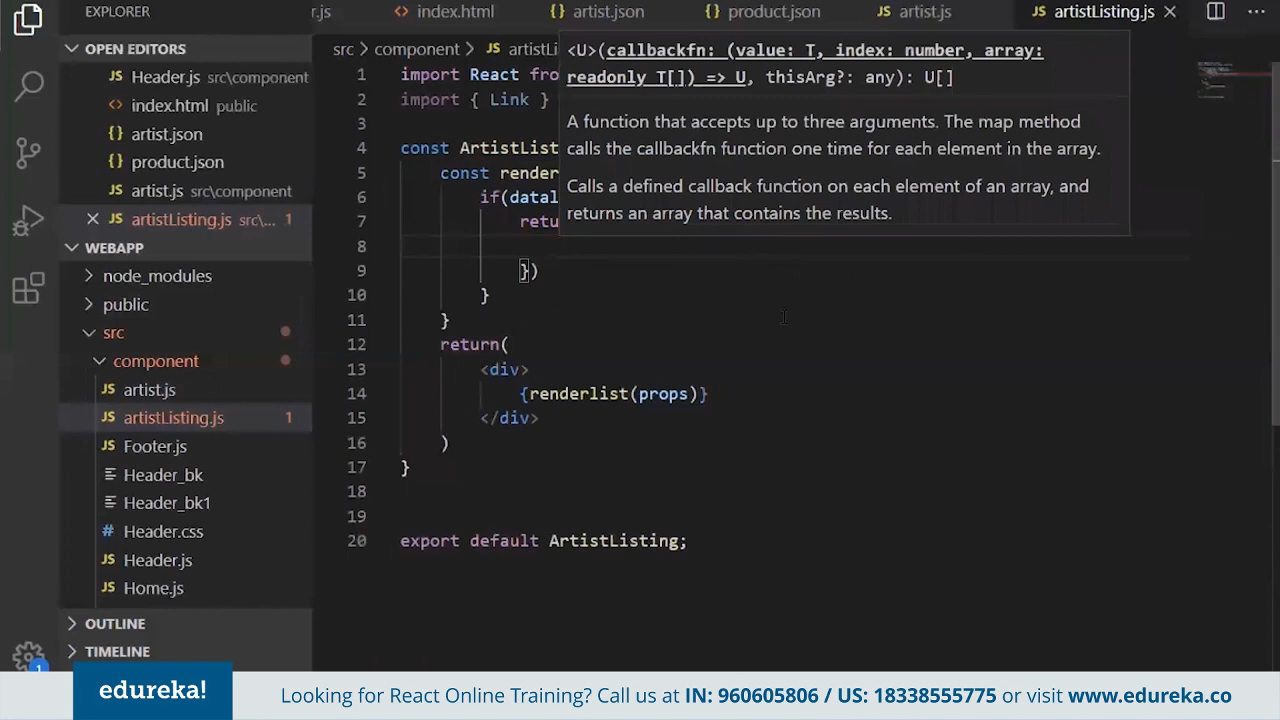 EXPLORER
r.js
index.html
artist.json
product.json
artist.js
artistListing.js
OPEN EDITORS
Header.js src\component
index.html public
artist.json
product.json
artist.js src\component
artistListing.js src\... 1
WEBAPP
node_modules
public
src
component
artist.js
artistListing.js 1
Footer.js
Header_bk
Header_bk1
Header.css
Header.js
Home.js
OUTLINE
TIMELINE
1
src > component > JS artistLi
<U>(callbackfn: (value: T, index: number, array:
readonly T[]) => U, thisArg?: any): U[]
A function that accepts up to three arguments. The map method
calls the callbackfn function one time for each element in the array.
Calls a defined callback function on each element of an array, and
returns an array that contains the results.
1 import React fro
2 import { Link }
3
4 const ArtistList
5 const render
6 if(datal
7 retu
8
9 })
10 }
11 }
12 return(
13 <div>
14 {renderlist(props)}
15 </div>
16 )
17 }
18
19
20 export default ArtistListing;
edureka!
Looking for React Online Training? Call us at IN: 960605806 / US: 18338555775 or visit www.edureka.co